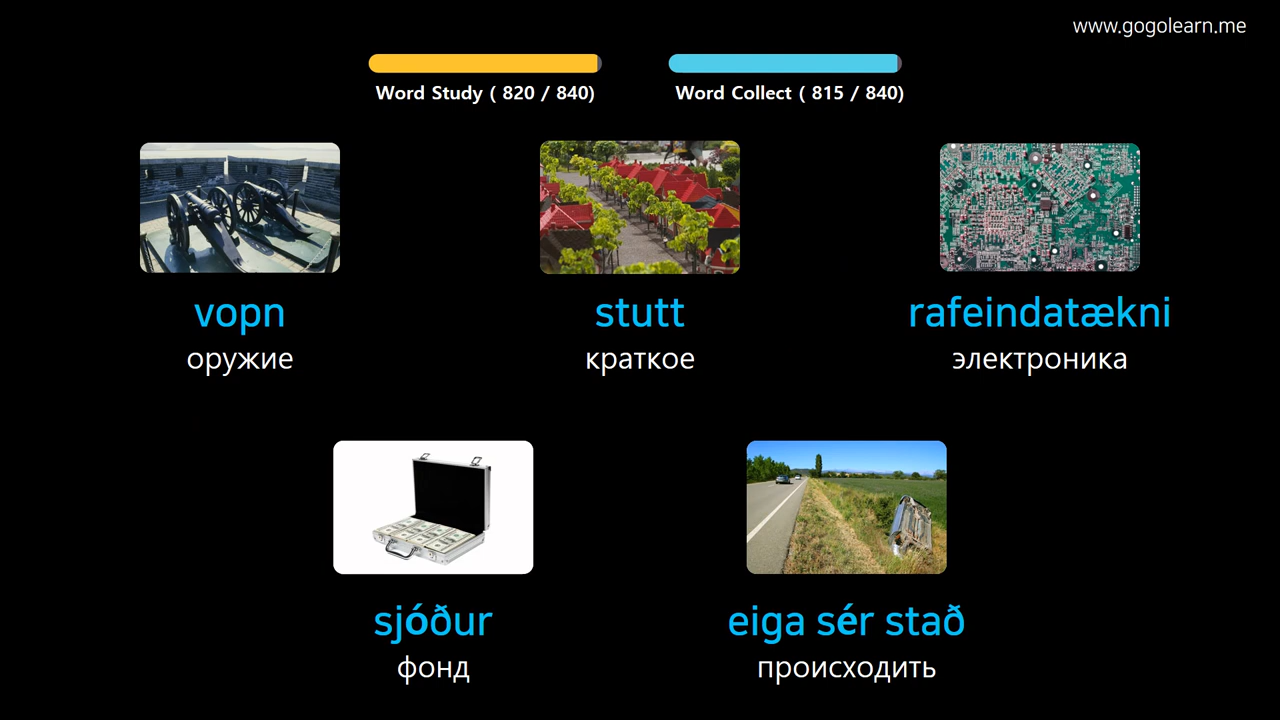 www.gogolearn.me
Word Study ( 820 / 840)
Word Collect ( 815 / 840)
vopn
оружие
stutt
краткое
rafeindatækni
электроника
sjóður
фонд
eiga sér stað
происходить